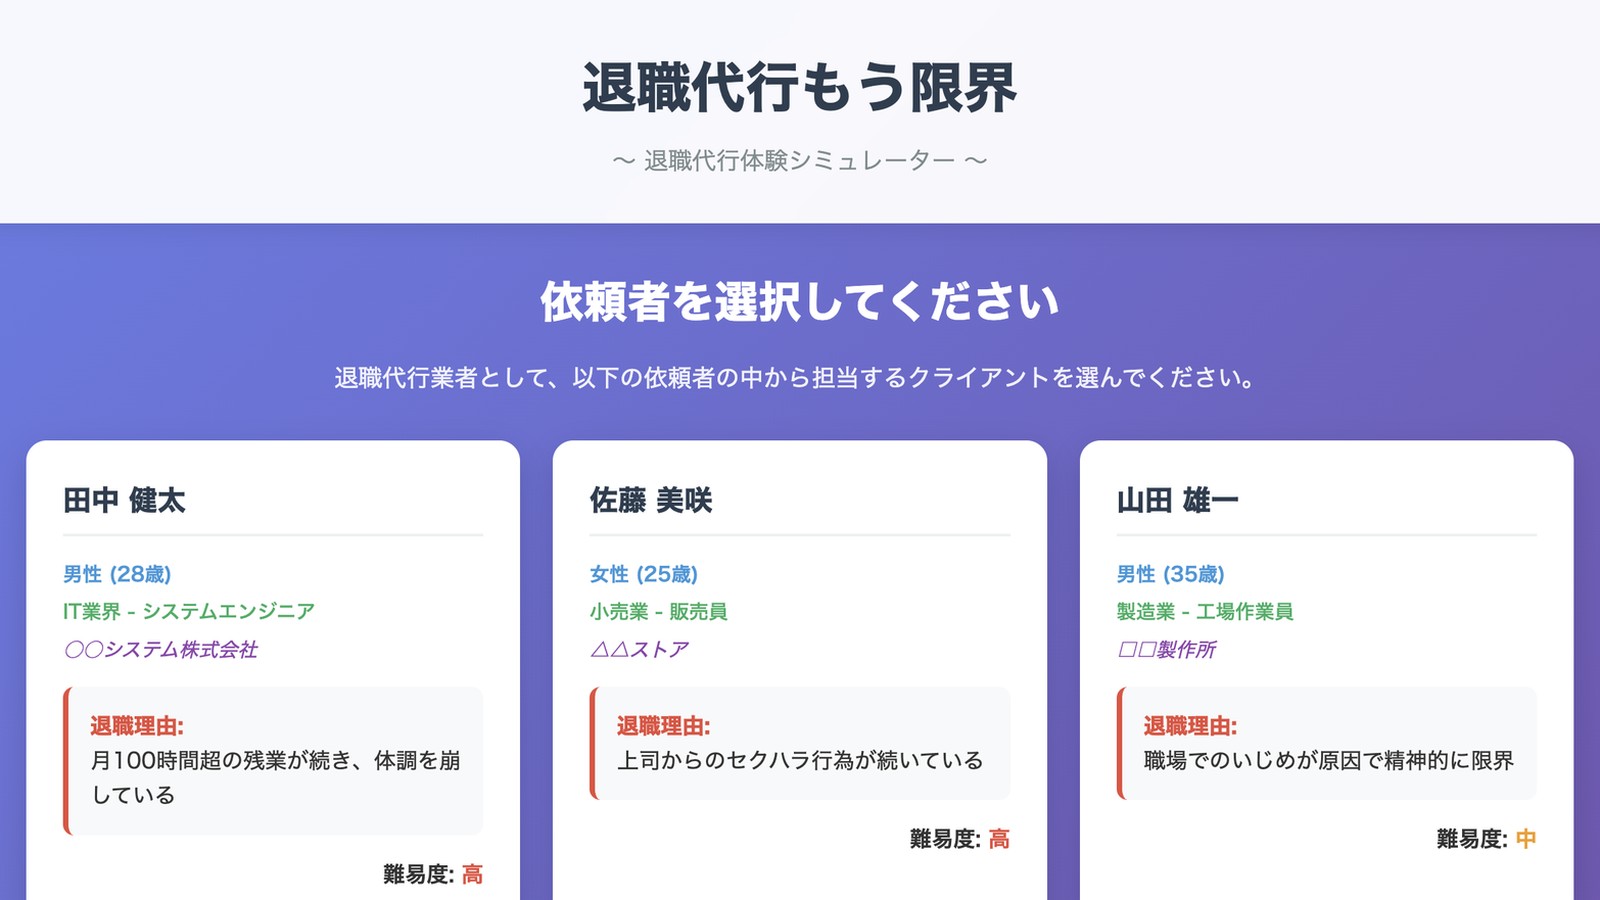 退職代行もう限界
〜 退職代行体験シミュレーター 〜
依頼者を選択してください
退職代行業者として、以下の依頼者の中から担当するクライアントを選んでください。
田中 健太
男性 (28歳)
IT業界 - システムエンジニア
〇〇システム株式会社
退職理由:
月100時間超の残業が続き、体調を崩
している
難易度: 高
佐藤 美咲
女性 (25歳)
小売業 - 販売員
△△ストア
退職理由:
上司からのセクハラ行為が続いている
難易度: 高
山田 雄一
男性 (35歳)
製造業 - 工場作業員
□□製作所
退職理由:
職場でのいじめが原因で精神的に限界
難易度: 中